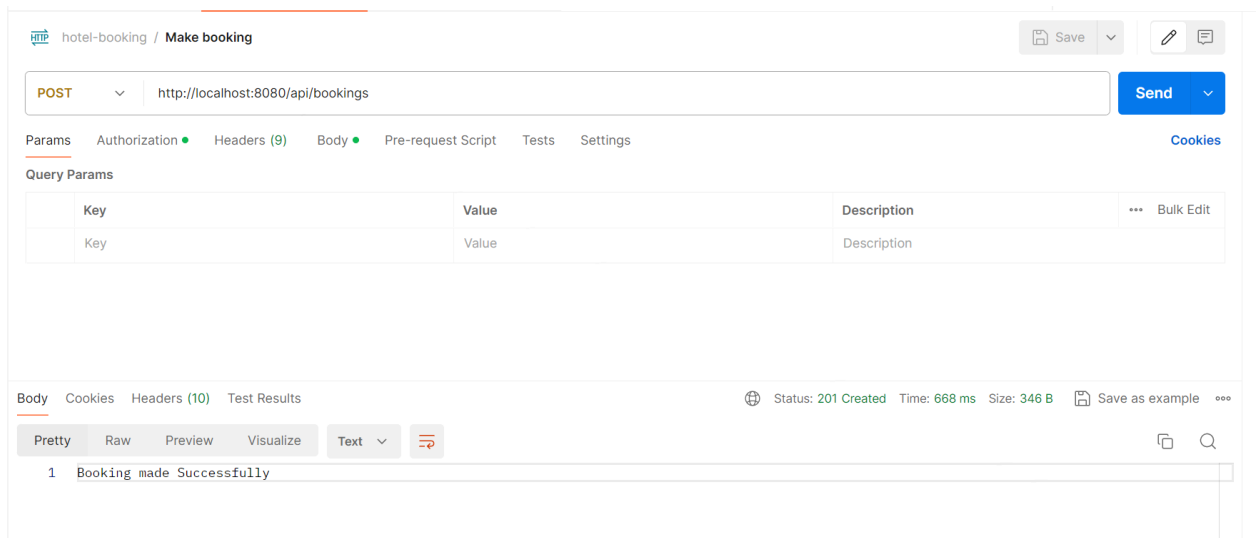 HTTP hotel-booking / Make booking Save
POST http://localhost:8080/api/bookings Send
Params Authorization Headers (9) Body Pre-request Script Tests Settings Cookies
Query Params
Key Value Description Bulk Edit
Key Value Description
Body Cookies Headers (10) Test Results Status: 201 Created Time: 668 ms Size: 346 B Save as example
Pretty Raw Preview Visualize Text
1 Booking made Successfully